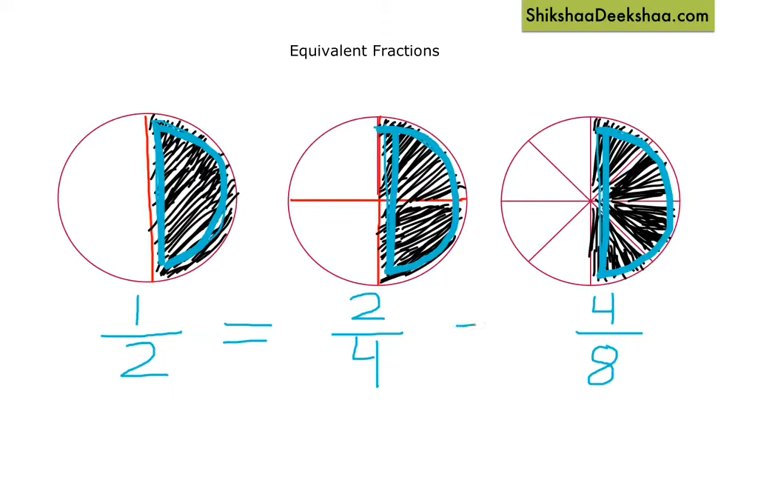 ShikshaaDeekshaa.com
Equivalent Fractions
1/2 = 2/4 - 4/8